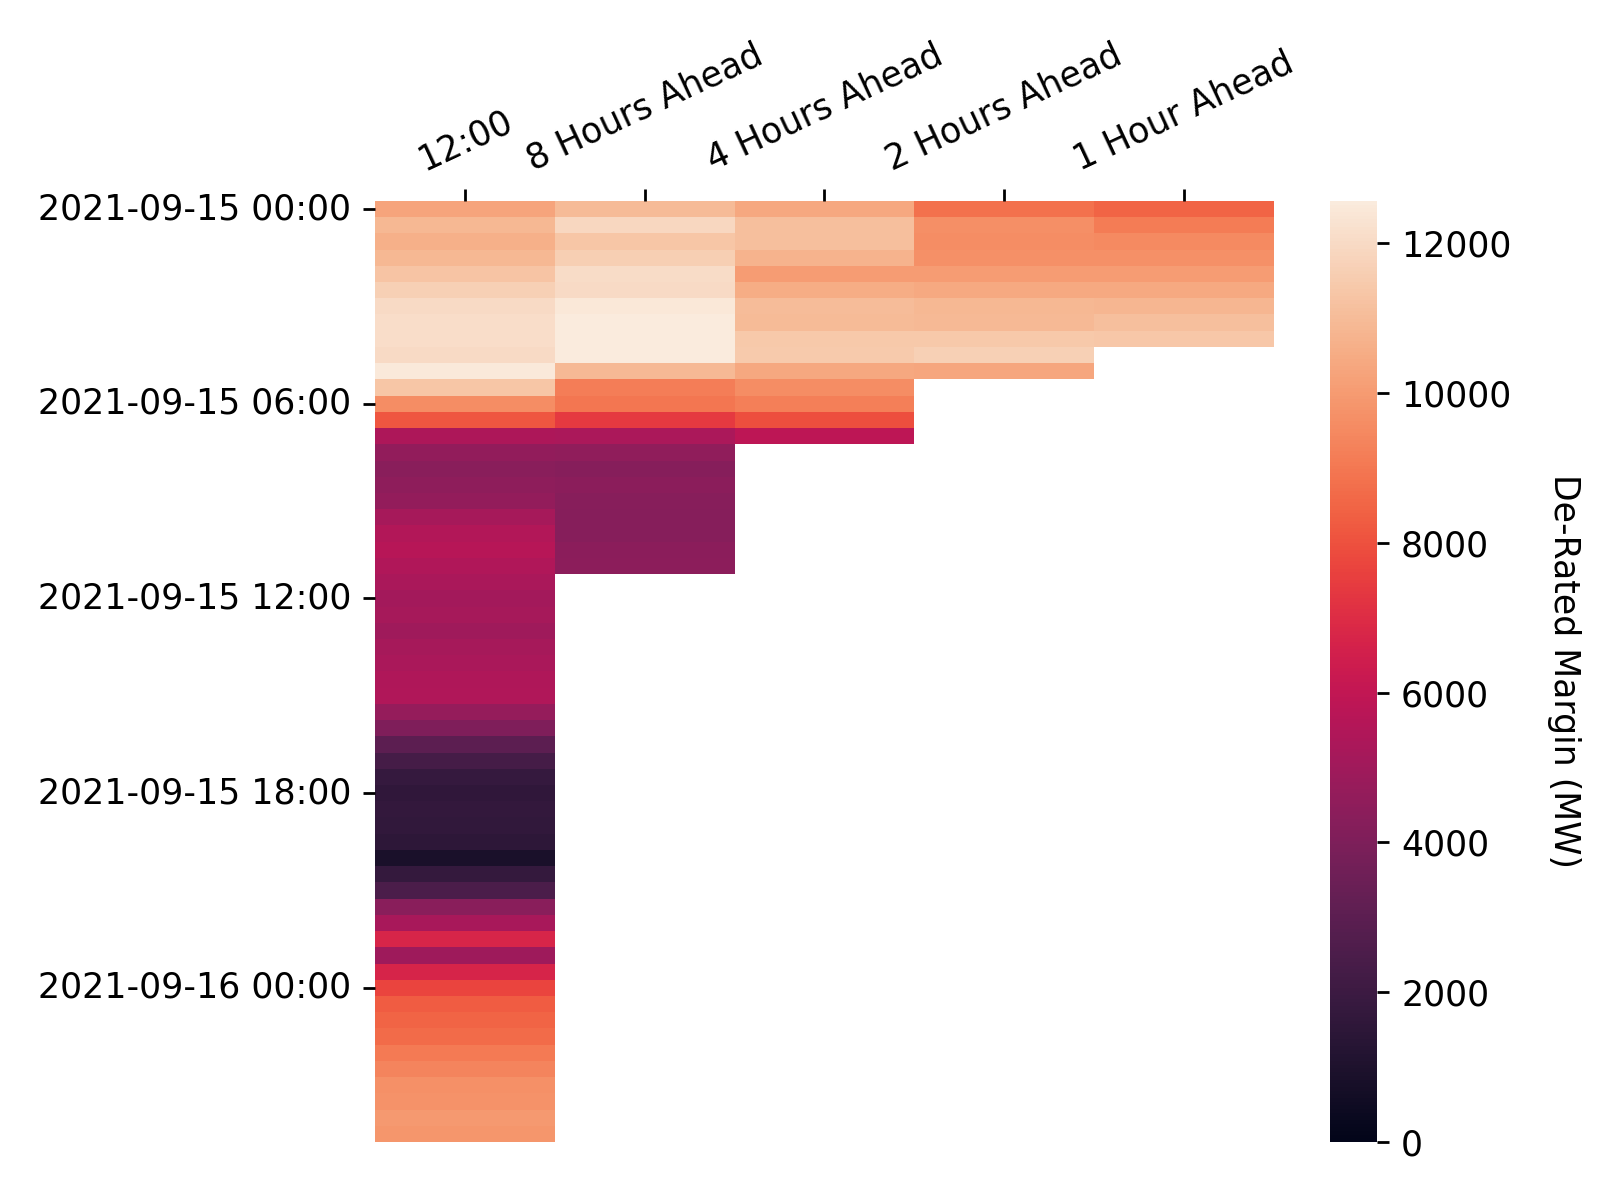 12:00
8 Hours Ahead
4 Hours Ahead
2 Hours Ahead
1 Hour Ahead
2021-09-15 00:00
2021-09-15 06:00
2021-09-15 12:00
2021-09-15 18:00
2021-09-16 00:00
12000
10000
8000
6000
4000
2000
0
De-Rated Margin (MW)